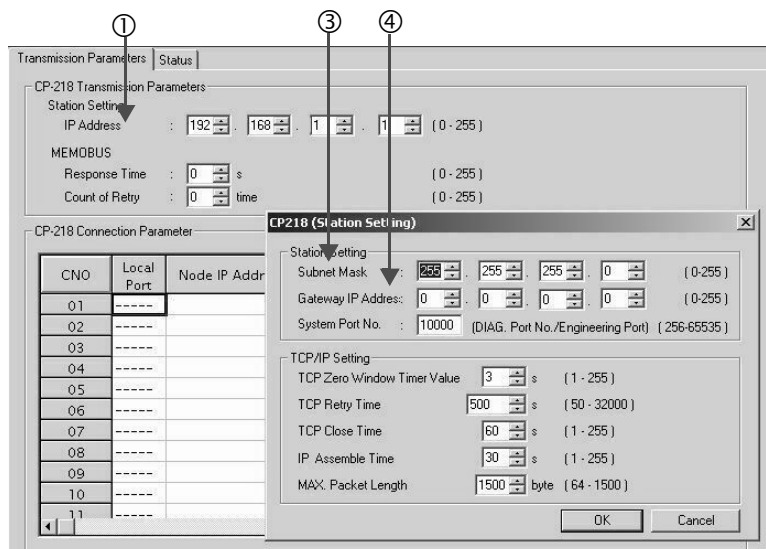 ① ③ ④
Transmission Parameters Status
CP-218 Transmission Parameters
Station Setting
IP Address : 192 . 168 . 1 . 1 ( 0 - 255 )
MEMOBUS
Response Time : 0 s ( 0 - 255 )
Count of Retry : 0 time ( 0 - 255 )
CP-218 Connection Parameter
CNO Local Port Node IP Addr
01 -----
02 -----
03 -----
04 -----
05 -----
06 -----
07 -----
08 -----
09 -----
10 -----
11 -----
CP218 (Station Setting) X
Station Setting
Subnet Mask : 255 . 255 . 255 . 0 ( 0-255 )
Gateway IP Addres: 0 . 0 . 0 . 0 ( 0-255 )
System Port No. : 10000 (DIAG. Port No./Engineering Port) ( 256-65535 )
TCP/IP Setting
TCP Zero Window Timer Value 3 s ( 1 - 255 )
TCP Retry Time 500 s ( 50 - 32000 )
TCP Close Time 60 s ( 1 - 255 )
IP Assemble Time 30 s ( 1 - 255 )
MAX. Packet Length 1500 byte ( 64 - 1500 )
OK Cancel